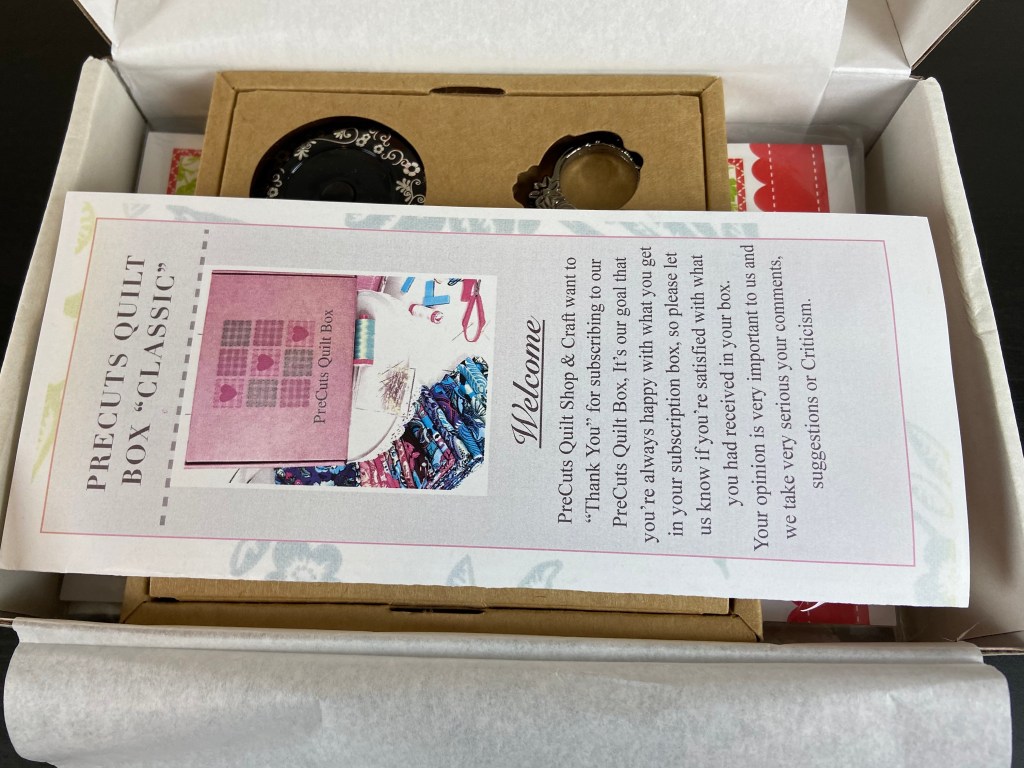 PRECUTS QUILT
BOX “CLASSIC”
PreCuts Quilt Box
Welcome
PreCuts Quilt Shop & Craft want to
“Thank You” for subscribing to our
PreCuts Quilt Box, It's our goal that
you're always happy with what you get
in your subscription box, so please let
us know if you're satisfied with what
you had received in your box.
Your opinion is very important to us and
we take very serious your comments,
suggestions or Criticism.